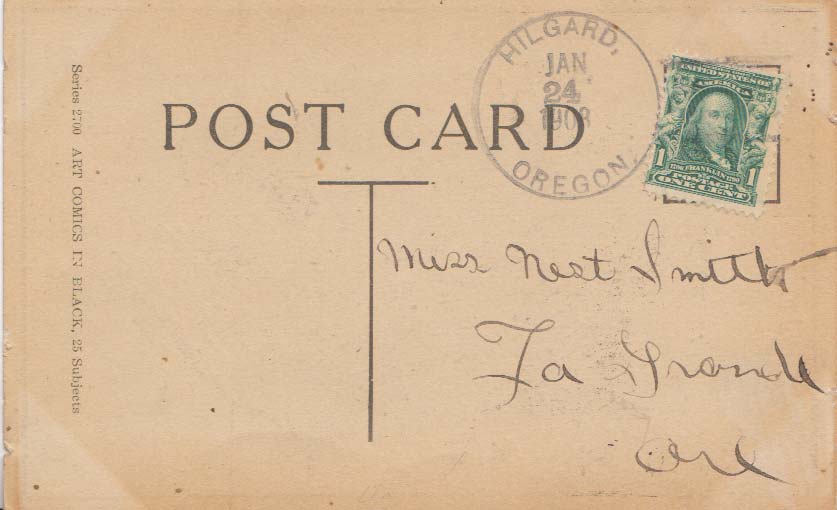 Series 2700 ART COMICS IN BLACK, 25 Subjects
POST CARD
HILGARD,
JAN
24
1908
OREGON.
UNITED STATES OF
AMERICA
1 1
FRANKLIN
POSTAGE
ONE CENT
Miss Smith
La Grande
Ore